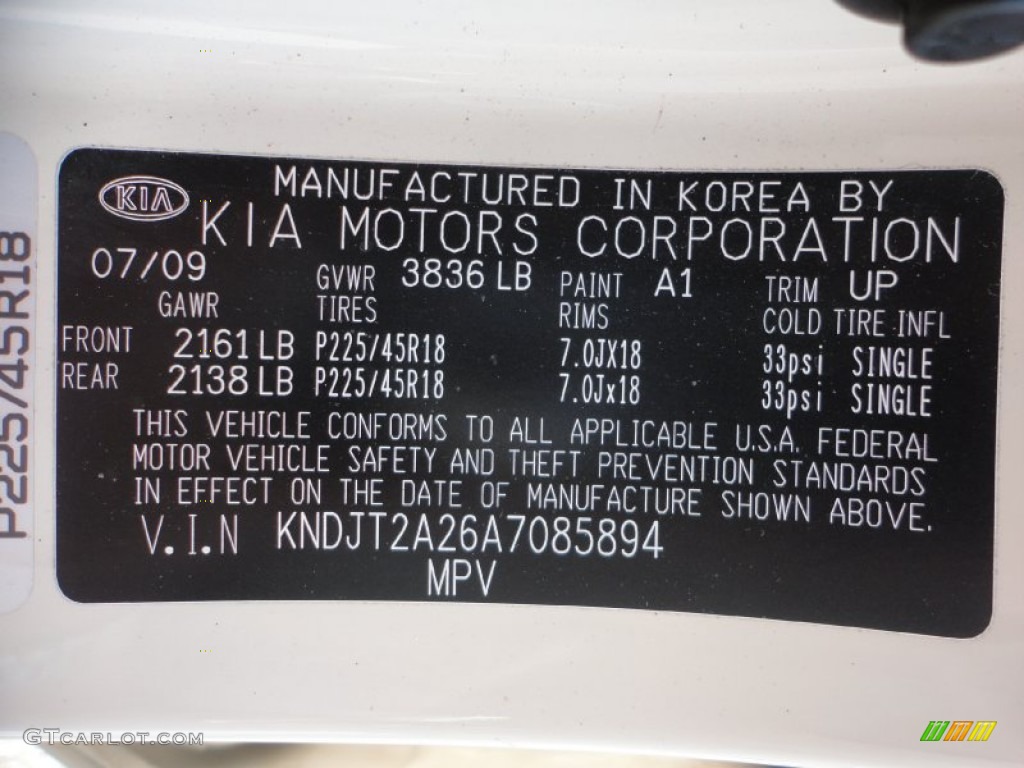 P225/45R18
KIA MANUFACTURED IN KOREA BY
KIA MOTORS CORPORATION
07/09 GVWR 3836 LB PAINT A1 TRIM UP
GAWR TIRES RIMS COLD TIRE INFL
FRONT 2161 LB P225/45R18 7.0JX18 33psi SINGLE
REAR 2138 LB P225/45R18 7.0Jx18 33psi SINGLE
THIS VEHICLE CONFORMS TO ALL APPLICABLE U.S.A. FEDERAL
MOTOR VEHICLE SAFETY AND THEFT PREVENTION STANDARDS
IN EFFECT ON THE DATE OF MANUFACTURE SHOWN ABOVE.
V.I.N KNDJT2A26A7085894
MPV
GTCARLOT.COM